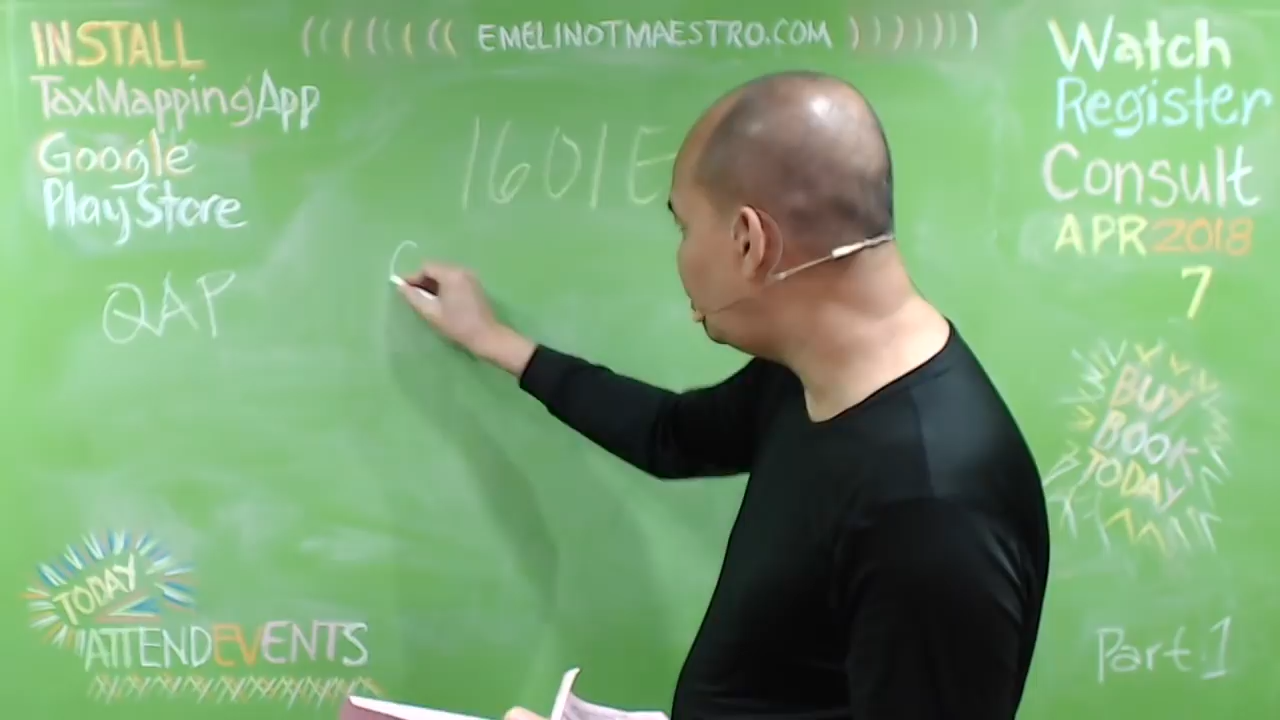 INSTALL
TaxMappingApp
Google
PlayStore
QAP
TODAY
ATTENDEVENTS
((((((( EMELINOTMAESTRO.COM )))))))
1601E
Watch
Register
Consult
APR 2018
7
BUY
BOOK
TODAY
Part 1